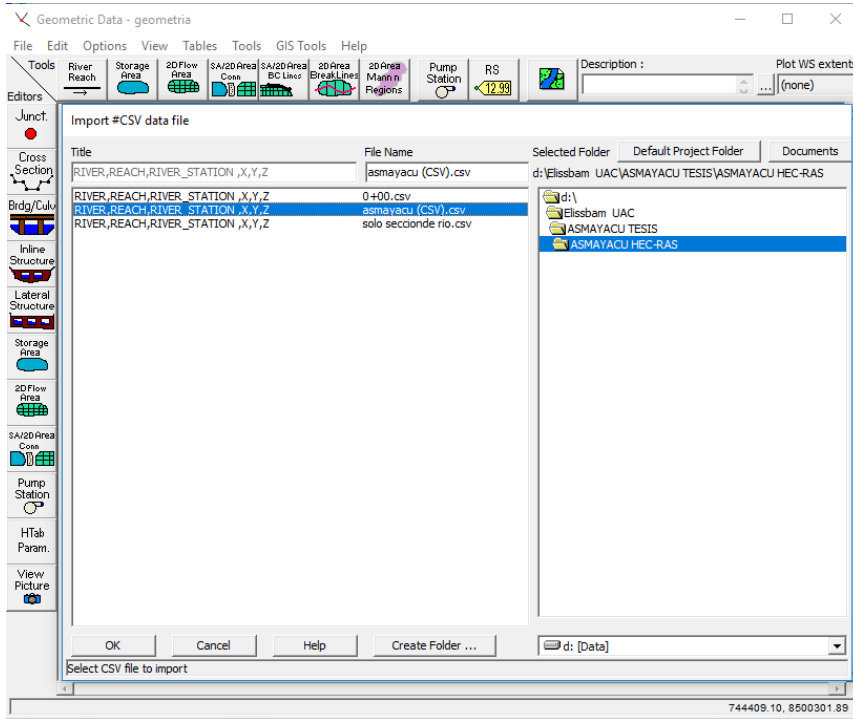 Geometric Data - geometria
File Edit Options View Tables Tools GIS Tools Help
Tools
Editors
River Reach
Storage Area
2D Flow Area
SA/2D Area Conn
SA/2D Area BC Lines
2D Area BreakLines
2D Area Mann n Regions
Pump Station
RS
12.99
Description :
...
Plot WS extent
(none)
Junct.
Cross Section
Brdg/Culv
Inline Structure
Lateral Structure
Storage Area
2D Flow Area
SA/2D Area Conn
Pump Station
HTab Param.
View Picture
Import #CSV data file
Title File Name Selected Folder Default Project Folder Documents
RIVER,REACH,RIVER_STATION ,X,Y,Z asmayacu (CSV).csv d:\Elissbam UAC\ASMAYACU TESIS\ASMAYACU HEC-RAS
RIVER,REACH,RIVER_STATION ,X,Y,Z 0+00.csv
RIVER,REACH,RIVER_STATION ,X,Y,Z asmayacu (CSV).csv
RIVER,REACH,RIVER_STATION ,X,Y,Z solo seccionde rio.csv
d:\
Elissbam UAC
ASMAYACU TESIS
ASMAYACU HEC-RAS
OK Cancel Help Create Folder ... d: [Data]
Select CSV file to import
744409.10, 8500301.89